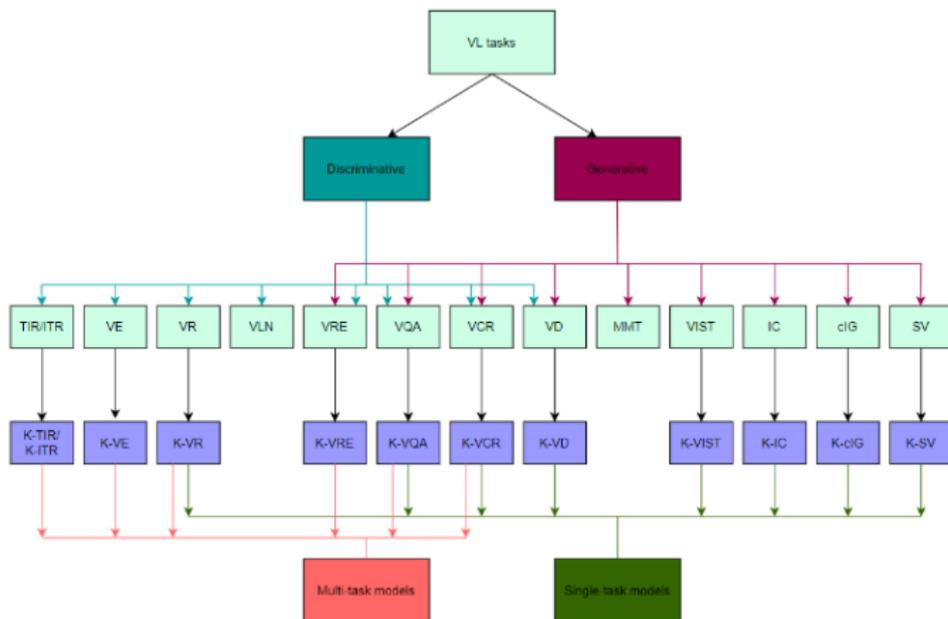 VL tasks
Discriminative
Generative
TIR/ITR
VE
VR
VLN
VRE
VQA
VCR
VD
MMT
VIST
IC
cIG
SV
K-TIR/
K-ITR
K-VE
K-VR
K-VRE
K-VQA
K-VCR
K-VD
K-VIST
K-IC
K-cIG
K-SV
Multi-task models
Single-task models